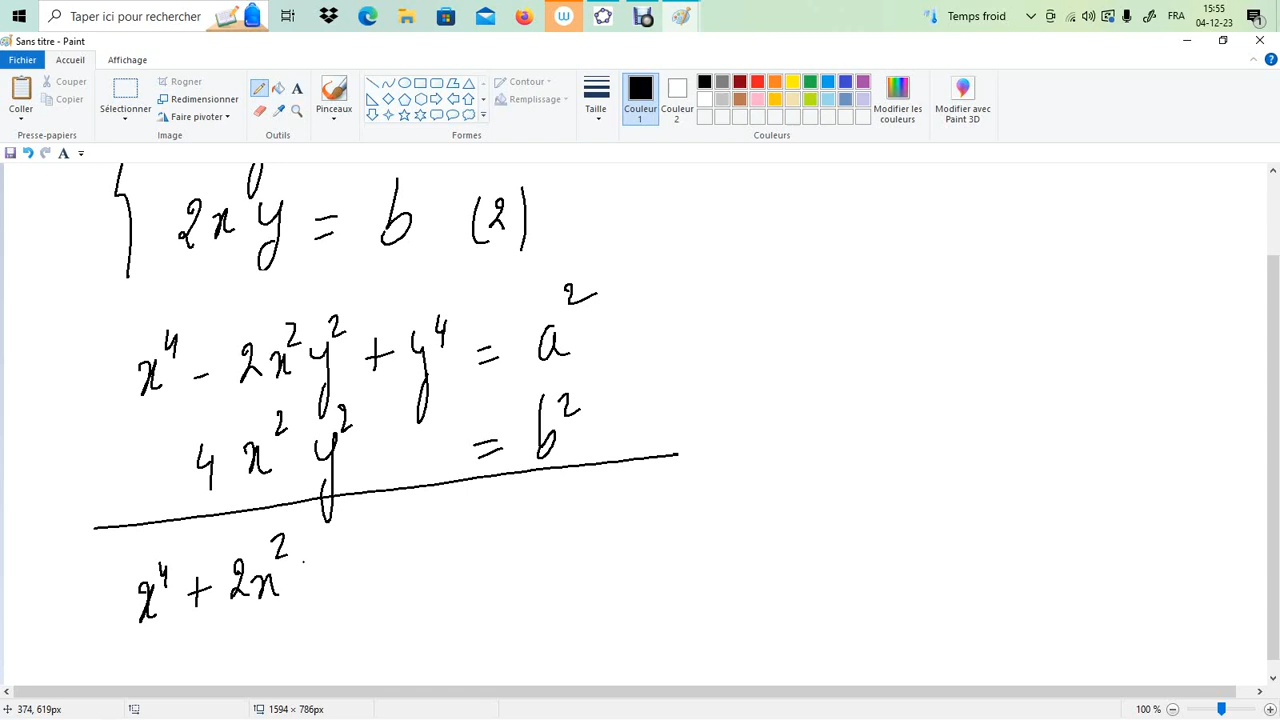 Taper ici pour rechercher
Temps froid
FRA
15:55
04-12-23
1
Sans titre - Paint
Fichier
Accueil
Affichage
Coller
Couper
Copier
Sélectionner
Rogner
Redimensionner
Faire pivoter
A
Pinceaux
Contour
Remplissage
Taille
Couleur 1
Couleur 2
Modifier les couleurs
Modifier avec Paint 3D
Presse-papiers
Image
Outils
Formes
Couleurs
A
2xy = b (2)
x⁴ - 2x²y² + y⁴ = a²
4x²y² = b²
x⁴ + 2x²
374, 619px
1594 × 786px
100 %